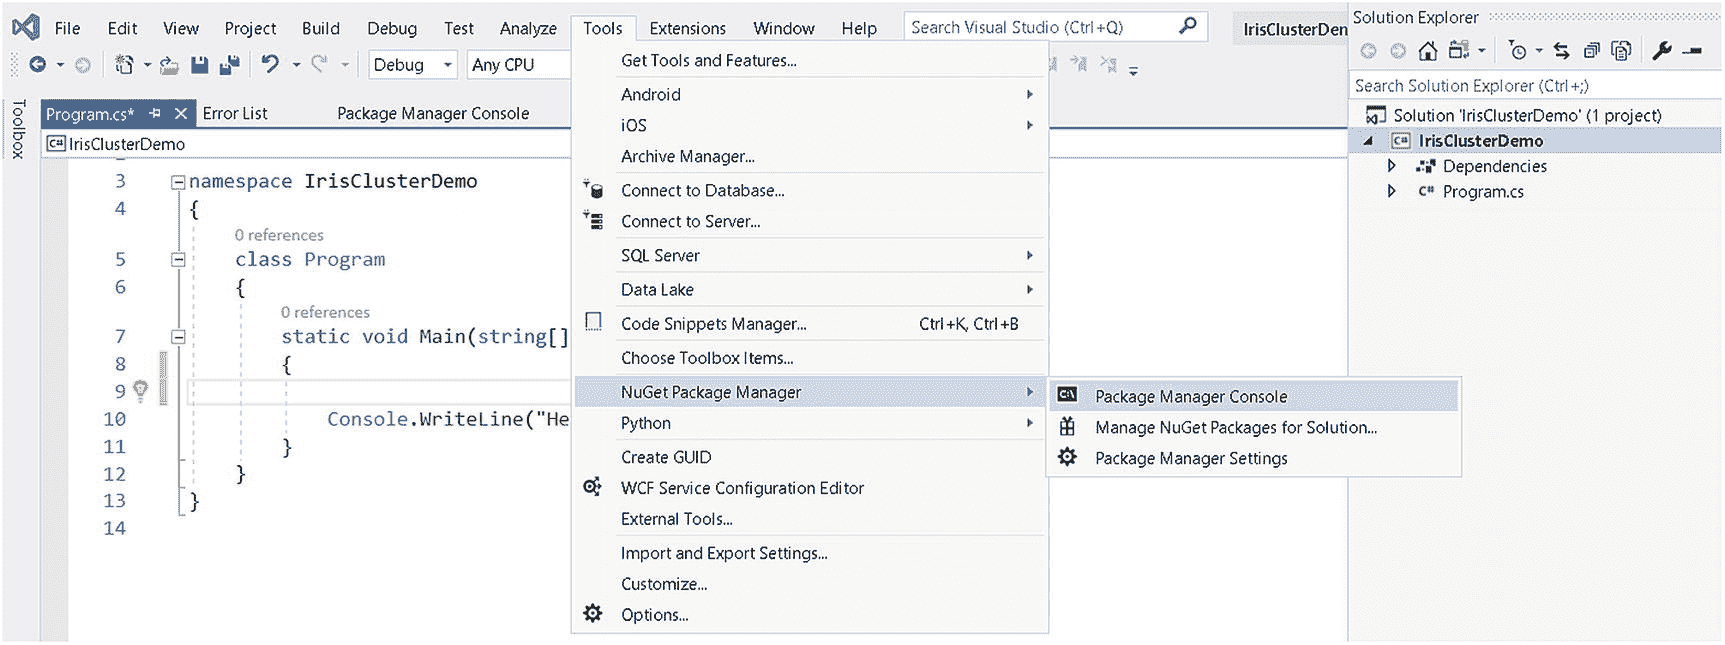 File Edit View Project Build Debug Test Analyze Tools Extensions Window Help Search Visual Studio (Ctrl+Q) IrisClusterDen
Debug Any CPU
Toolbox
Program.cs* Error List Package Manager Console
C# IrisClusterDemo
3 namespace IrisClusterDemo
4 {
0 references
5 class Program
6 {
0 references
7 static void Main(string[]
8 {
9
10 Console.WriteLine("He
11 }
12 }
13 }
14
Get Tools and Features...
Android
iOS
Archive Manager...
Connect to Database...
Connect to Server...
SQL Server
Data Lake
Code Snippets Manager... Ctrl+K, Ctrl+B
Choose Toolbox Items...
NuGet Package Manager
Python
Create GUID
WCF Service Configuration Editor
External Tools...
Import and Export Settings...
Customize...
Options...
C:\ Package Manager Console
Manage NuGet Packages for Solution...
Package Manager Settings
Solution Explorer
Search Solution Explorer (Ctrl+;)
Solution 'IrisClusterDemo' (1 project)
C# IrisClusterDemo
Dependencies
C# Program.cs